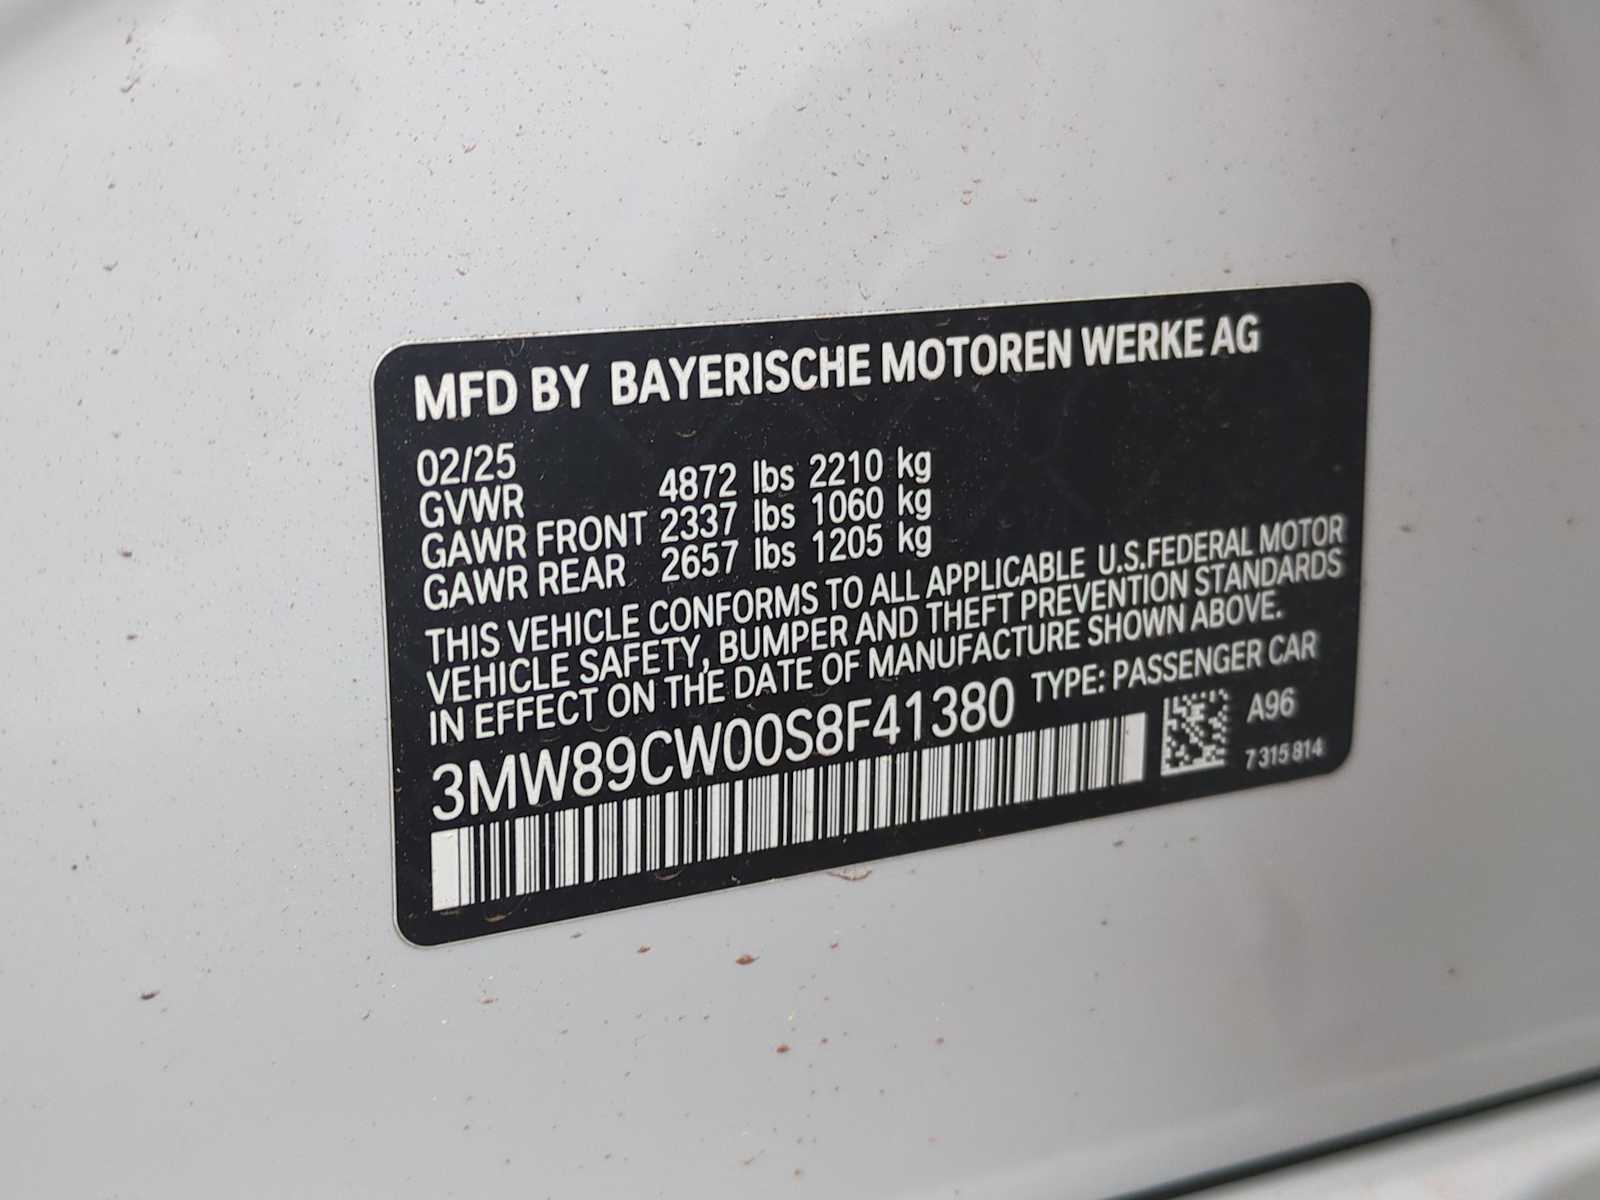 MFD BY BAYERISCHE MOTOREN WERKE AG
02/25
GVWR 4872 lbs 2210 kg
GAWR FRONT 2337 lbs 1060 kg
GAWR REAR 2657 lbs 1205 kg
THIS VEHICLE CONFORMS TO ALL APPLICABLE U.S.FEDERAL MOTOR
VEHICLE SAFETY, BUMPER AND THEFT PREVENTION STANDARDS
IN EFFECT ON THE DATE OF MANUFACTURE SHOWN ABOVE.
3MW89CW00S8F41380 TYPE: PASSENGER CAR
A96
7 315 814